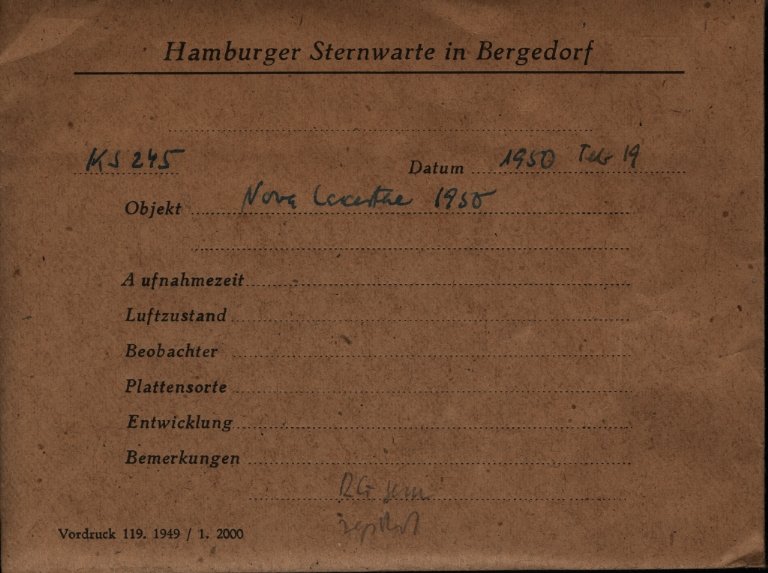 Hamburger Sternwarte in Bergedorf
KS 245
Datum 1950 Feb 19
Objekt Nova Lacertae 1950
Aufnahmezeit
Luftzustand
Beobachter
Plattensorte
Entwicklung
Bemerkungen
Vordruck 119. 1949 / 1. 2000